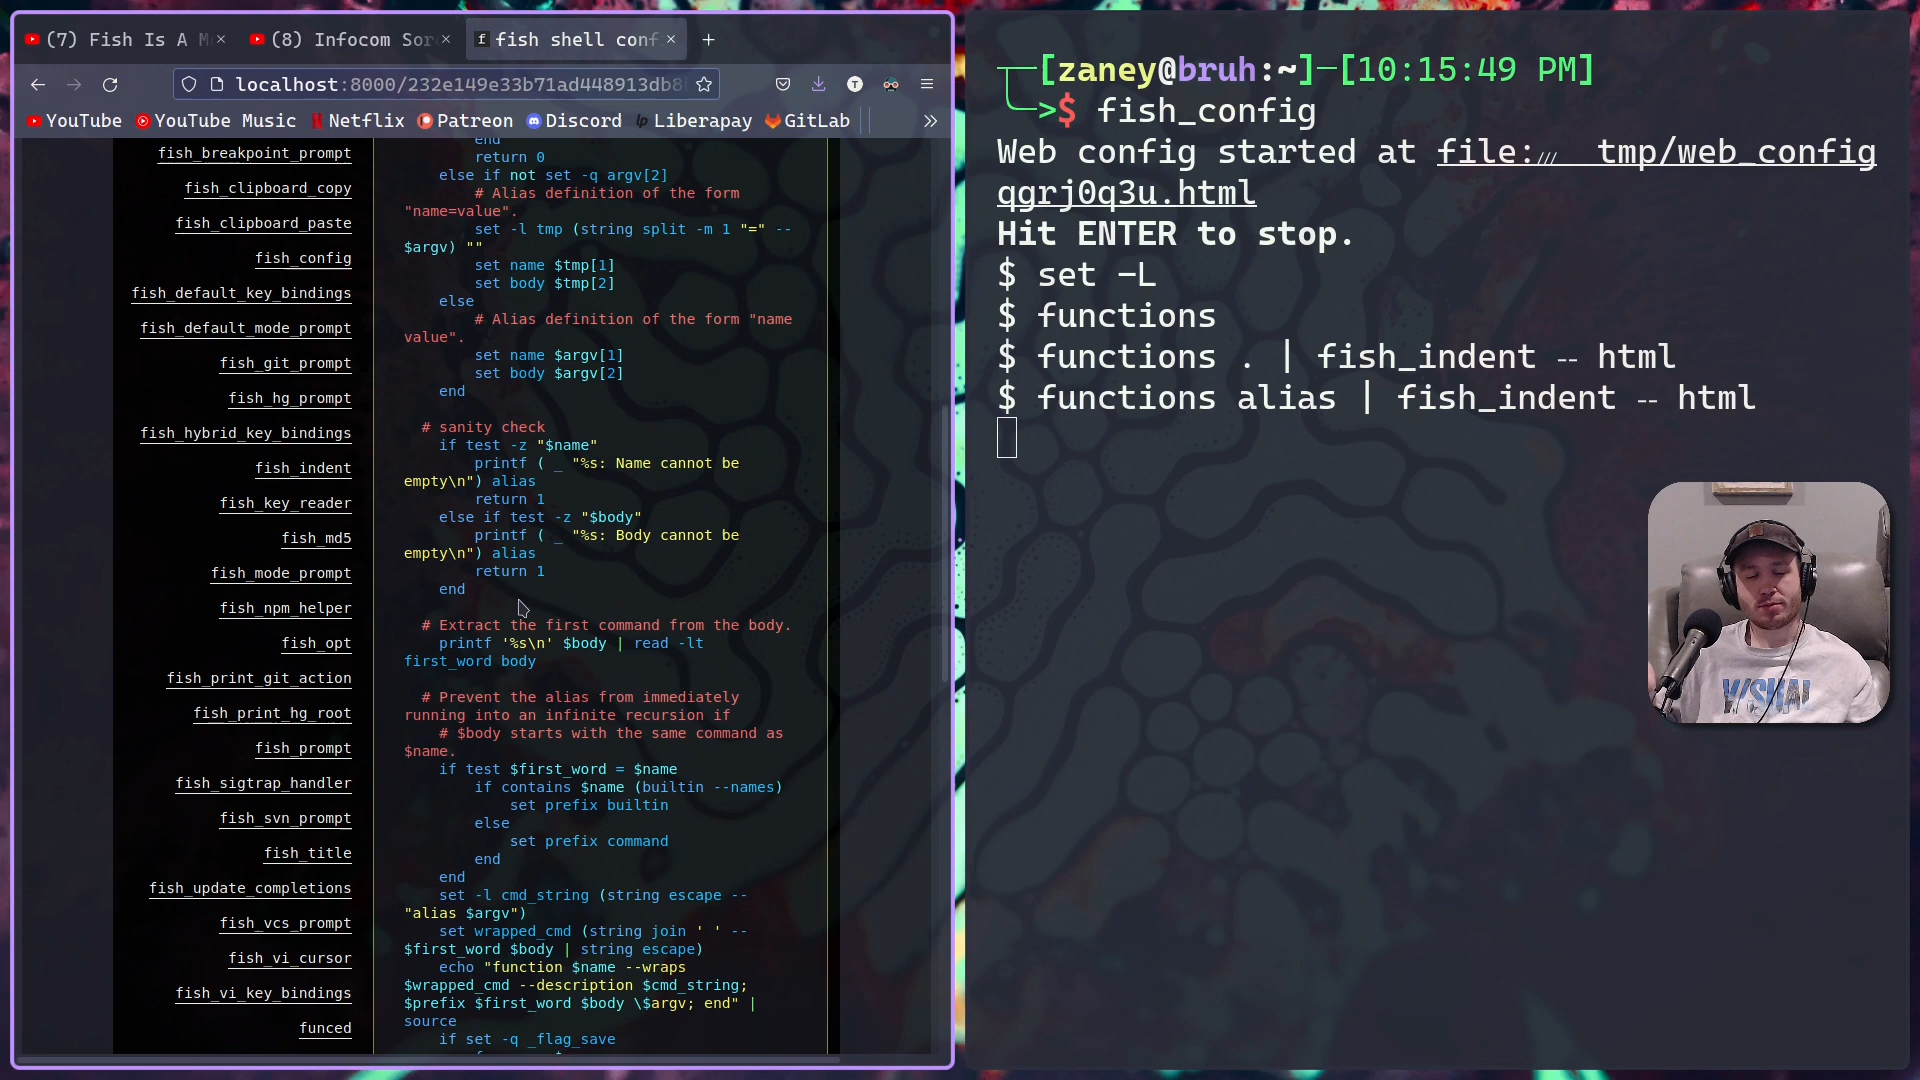 (7) Fish Is A M
(8) Infocom Sor
fish shell conf
localhost:8000/232e149e33b71ad448913db8
YouTube
YouTube Music
Netflix
Patreon
Discord
Liberapay
GitLab
fish_breakpoint_prompt
fish_clipboard_copy
fish_clipboard_paste
fish_config
fish_default_key_bindings
fish_default_mode_prompt
fish_git_prompt
fish_hg_prompt
fish_hybrid_key_bindings
fish_indent
fish_key_reader
fish_md5
fish_mode_prompt
fish_npm_helper
fish_opt
fish_print_git_action
fish_print_hg_root
fish_prompt
fish_sigtrap_handler
fish_svn_prompt
fish_title
fish_update_completions
fish_vcs_prompt
fish_vi_cursor
fish_vi_key_bindings
funced
end
return 0
else if not set -q argv[2]
# Alias definition of the form
"name=value".
set -l tmp (string split -m 1 "=" --
$argv) ""
set name $tmp[1]
set body $tmp[2]
else
# Alias definition of the form "name
value".
set name $argv[1]
set body $argv[2]
end
# sanity check
if test -z "$name"
printf ( _ "%s: Name cannot be
empty\n") alias
return 1
else if test -z "$body"
printf ( _ "%s: Body cannot be
empty\n") alias
return 1
end
# Extract the first command from the body.
printf '%s\n' $body | read -lt
first_word body
# Prevent the alias from immediately
running into an infinite recursion if
# $body starts with the same command as
$name.
if test $first_word = $name
if contains $name (builtin --names)
set prefix builtin
else
set prefix command
end
end
set -l cmd_string (string escape --
"alias $argv")
set wrapped_cmd (string join ' ' --
$first_word $body | string escape)
echo "function $name --wraps
$wrapped_cmd --description $cmd_string;
$prefix $first_word $body \$argv; end" |
source
if set -q _flag_save
[zaney@bruh:~]─[10:15:49 PM]
>$ fish_config
Web config started at file:/// tmp/web_config
qgrj0q3u.html
Hit ENTER to stop.
$ set -L
$ functions
$ functions . | fish_indent -- html
$ functions alias | fish_indent -- html